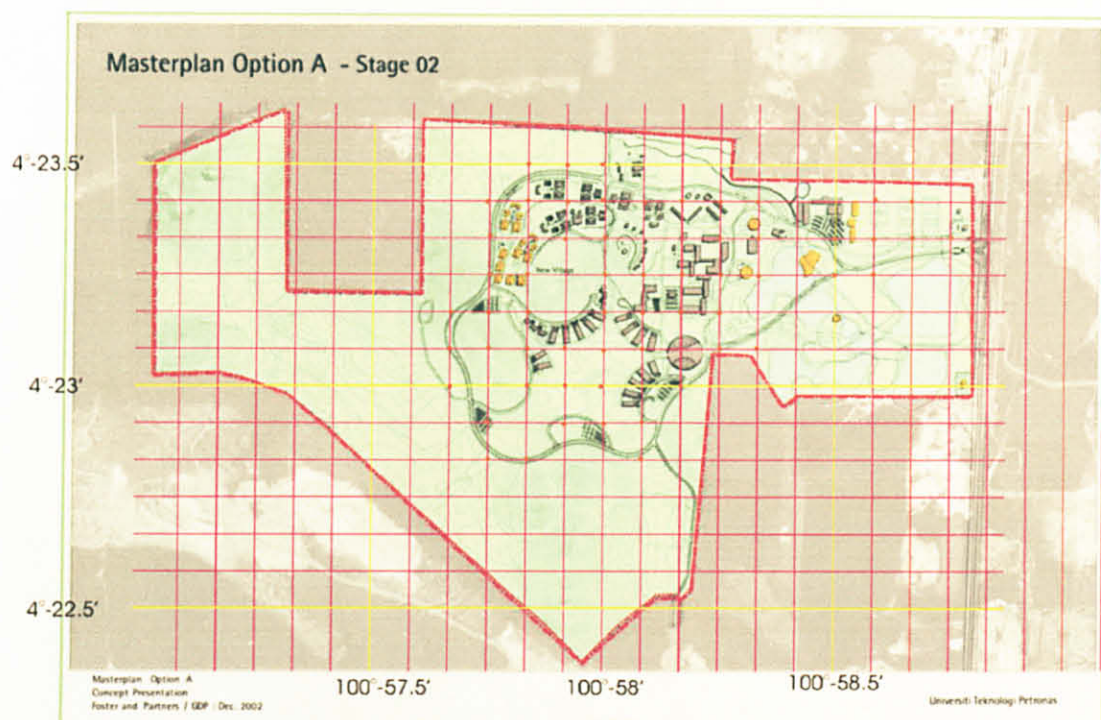 Masterplan Option A - Stage 02
4°-23.5'
New Village
4°-23'
4°-22.5'
100°-57.5'
100°-58'
100°-58.5'
Masterplan Option A
Concept Presentation
Foster and Partners / GDP : Dec. 2002
Universiti Teknologi Petronas